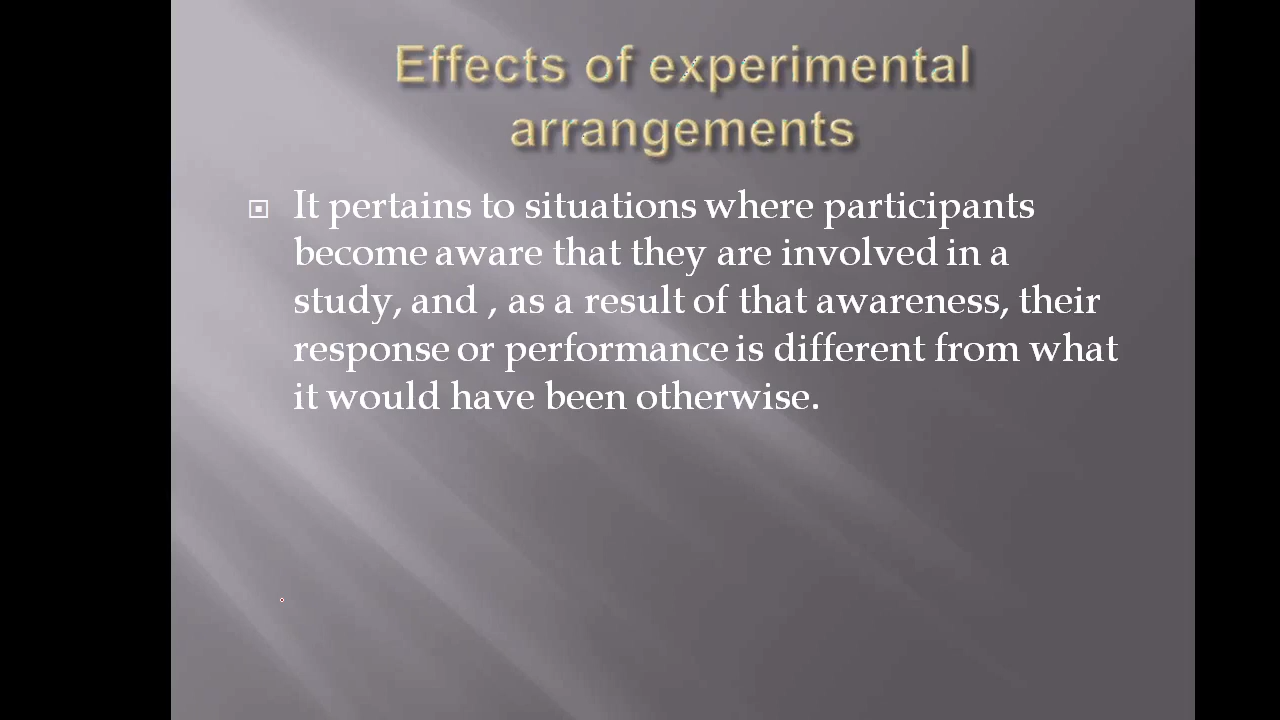 Effects of experimental
arrangements
It pertains to situations where participants
become aware that they are involved in a
study, and , as a result of that awareness, their
response or performance is different from what
it would have been otherwise.